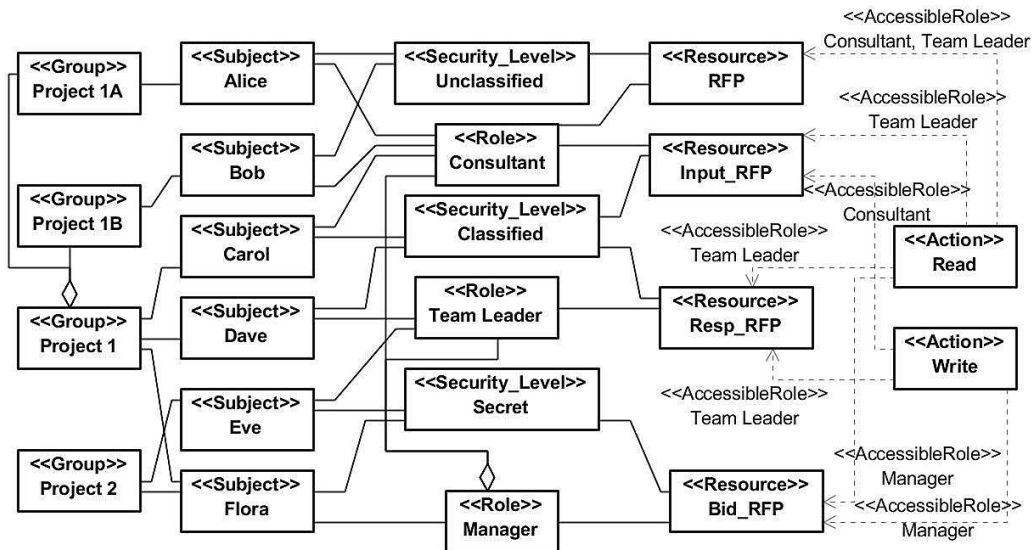 <<Group>>
Project 1A
<<Group>>
Project 1B
<<Group>>
Project 1
<<Group>>
Project 2
<<Subject>>
Alice
<<Subject>>
Bob
<<Subject>>
Carol
<<Subject>>
Dave
<<Subject>>
Eve
<<Subject>>
Flora
<<Security_Level>>
Unclassified
<<Role>>
Consultant
<<Security_Level>>
Classified
<<Role>>
Team Leader
<<Security_Level>>
Secret
<<Role>>
Manager
<<Resource>>
RFP
<<Resource>>
Input_RFP
<<Resource>>
Resp_RFP
<<Resource>>
Bid_RFP
<<AccessibleRole>>
Consultant, Team Leader
<<AccessibleRole>>
Team Leader
<<AccessibleRole>>
Consultant
<<AccessibleRole>>
Team Leader
<<Action>>
Read
<<Action>>
Write
<<AccessibleRole>>
Team Leader
<<AccessibleRole>>
Manager
<<AccessibleRole>>
Manager